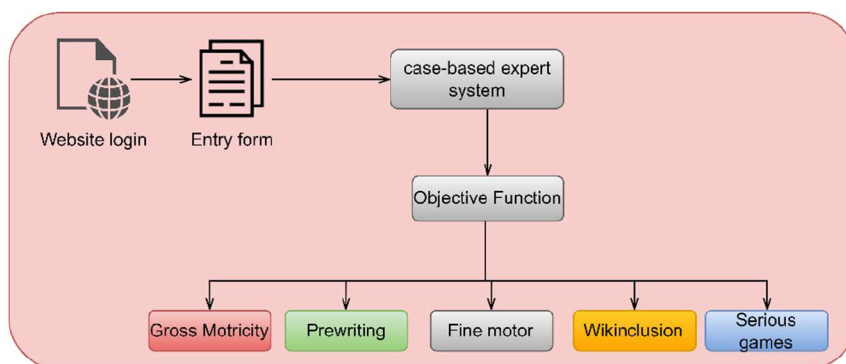 case-based expert
system
Website login
Entry form
Objective Function
Gross Motricity
Prewriting
Fine motor
Wikinclusion
Serious
games